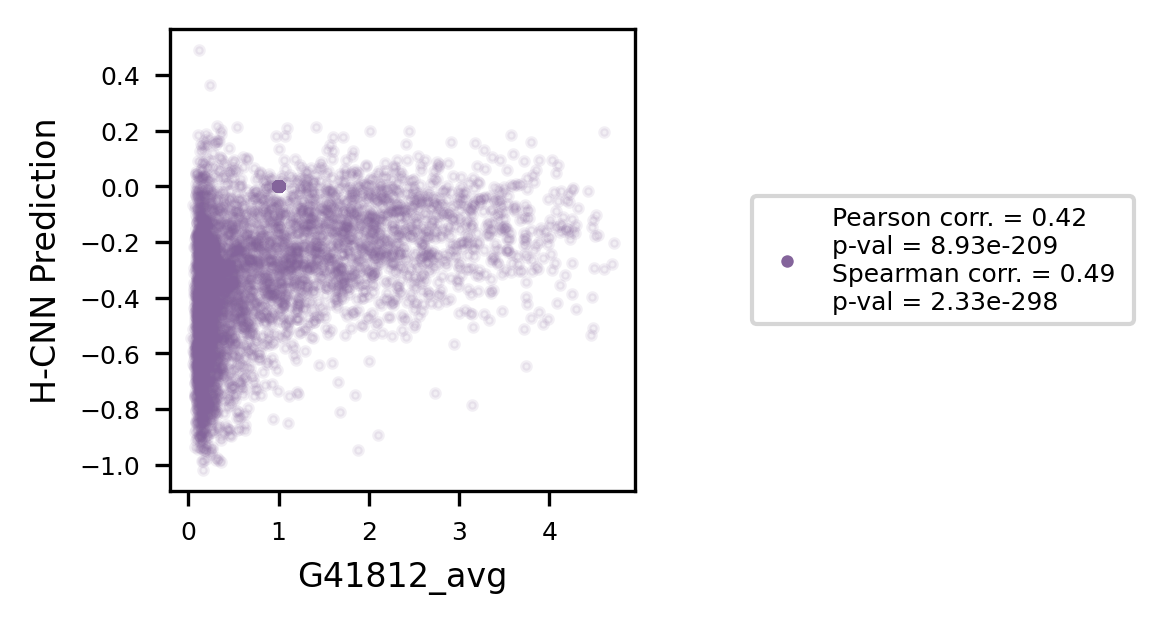 H-CNN Prediction
0.4
0.2
0.0
−0.2
−0.4
−0.6
−0.8
−1.0
0 1 2 3 4
G41812_avg
Pearson corr. = 0.42
p-val = 8.93e-209
Spearman corr. = 0.49
p-val = 2.33e-298